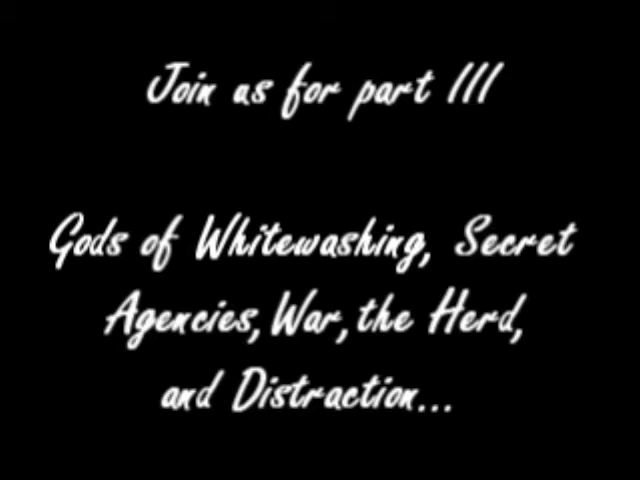 Join us for part III
Gods of Whitewashing, Secret
Agencies, War, the Herd,
and Distraction...